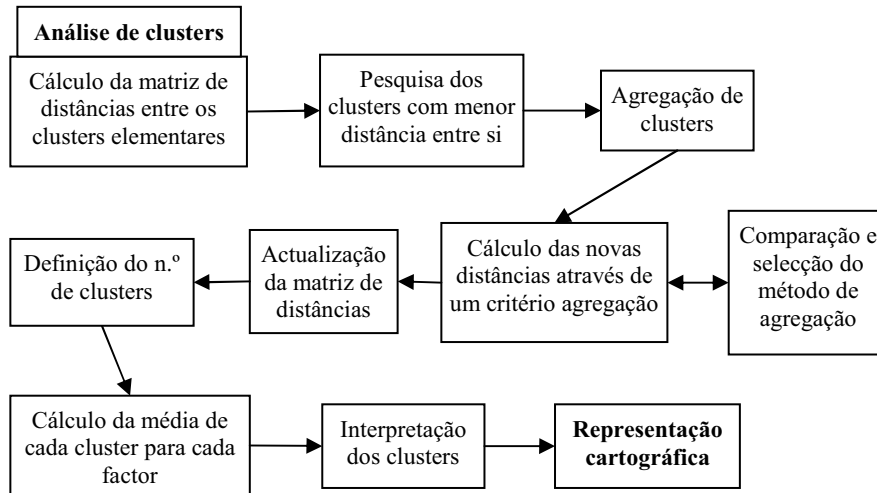 Análise de clusters
Cálculo da matriz de
distâncias entre os
clusters elementares
Pesquisa dos
clusters com menor
distância entre si
Agregação de
clusters
Cálculo das novas
distâncias através de
um critério agregação
Comparação e
selecção do
método de
agregação
Actualização
da matriz de
distâncias
Definição do n.º
de clusters
Cálculo da média de
cada cluster para cada
factor
Interpretação
dos clusters
Representação
cartográfica